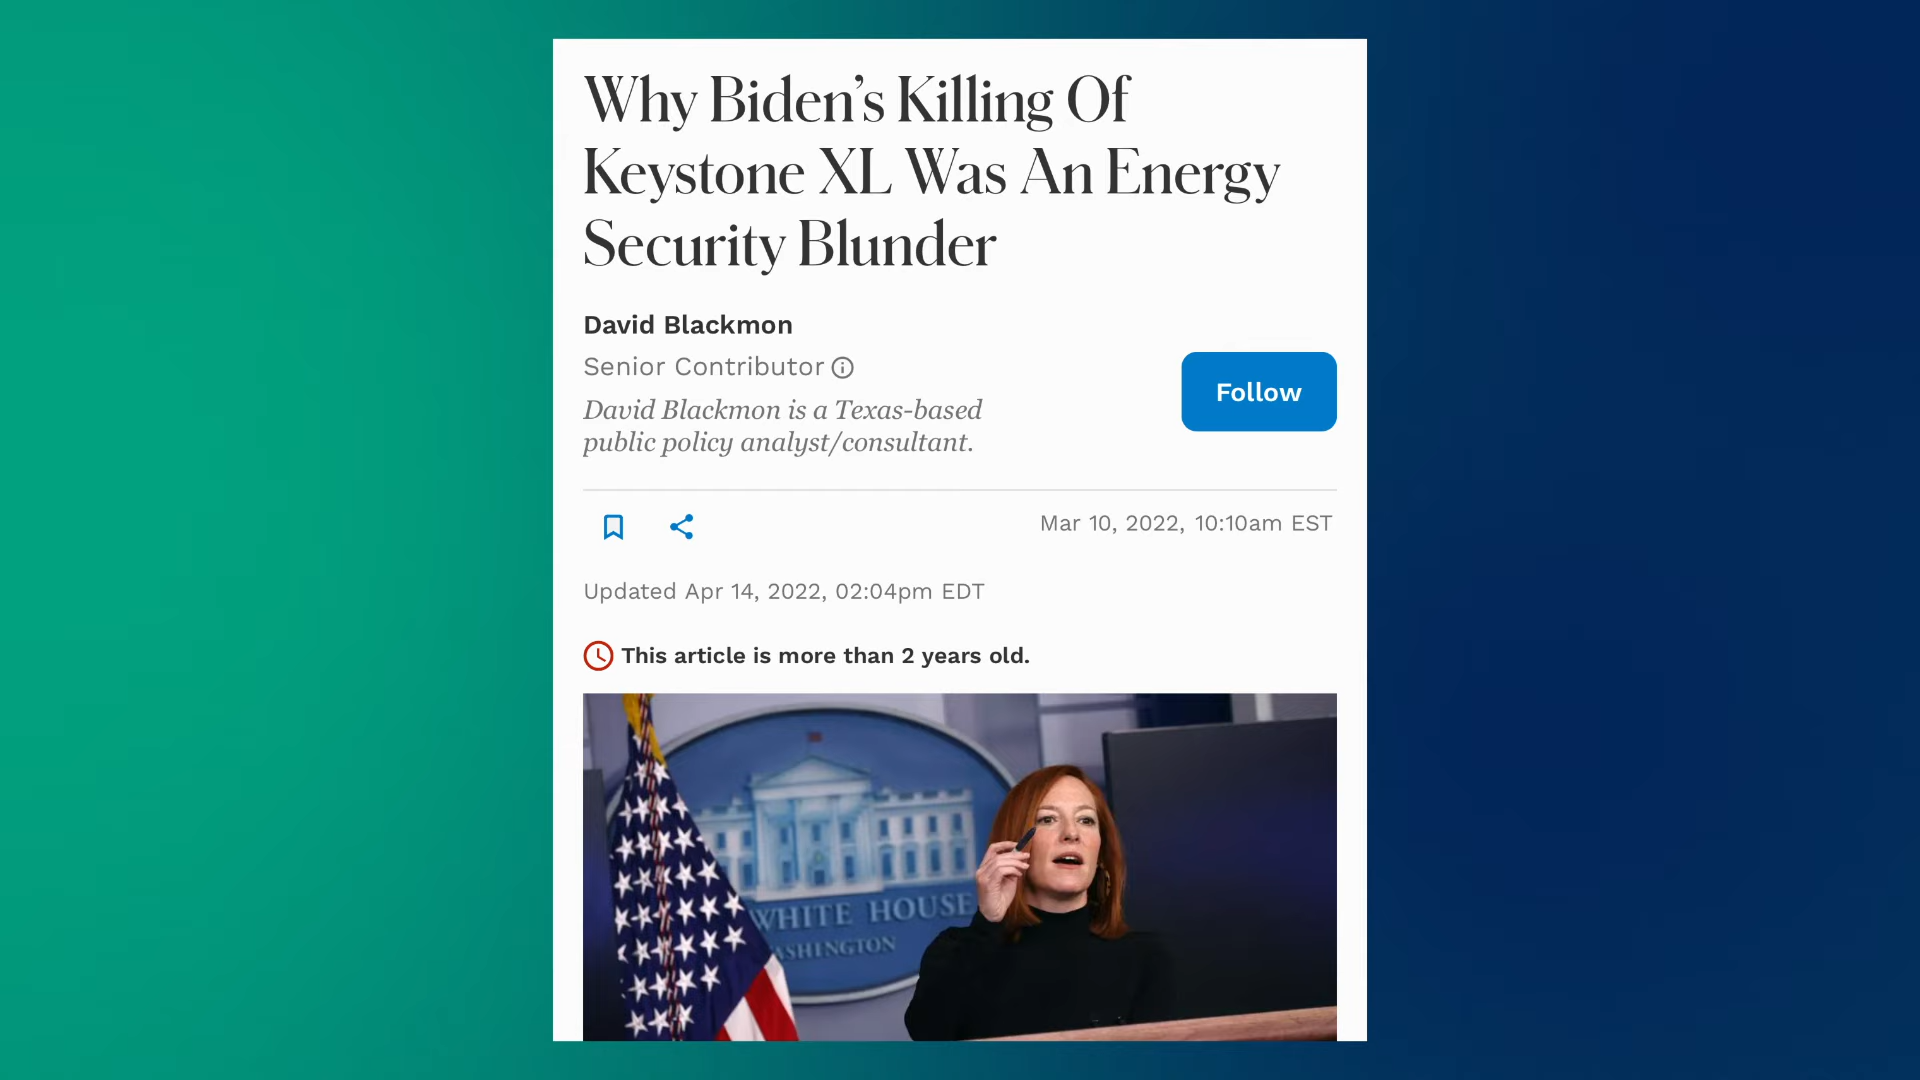 Why Biden’s Killing Of
Keystone XL Was An Energy
Security Blunder
David Blackmon
Senior Contributor
Follow
David Blackmon is a Texas-based
public policy analyst/consultant.
Mar 10, 2022, 10:10am EST
Updated Apr 14, 2022, 02:04pm EDT
This article is more than 2 years old.
WHITE HOUSE
ASHINGTON